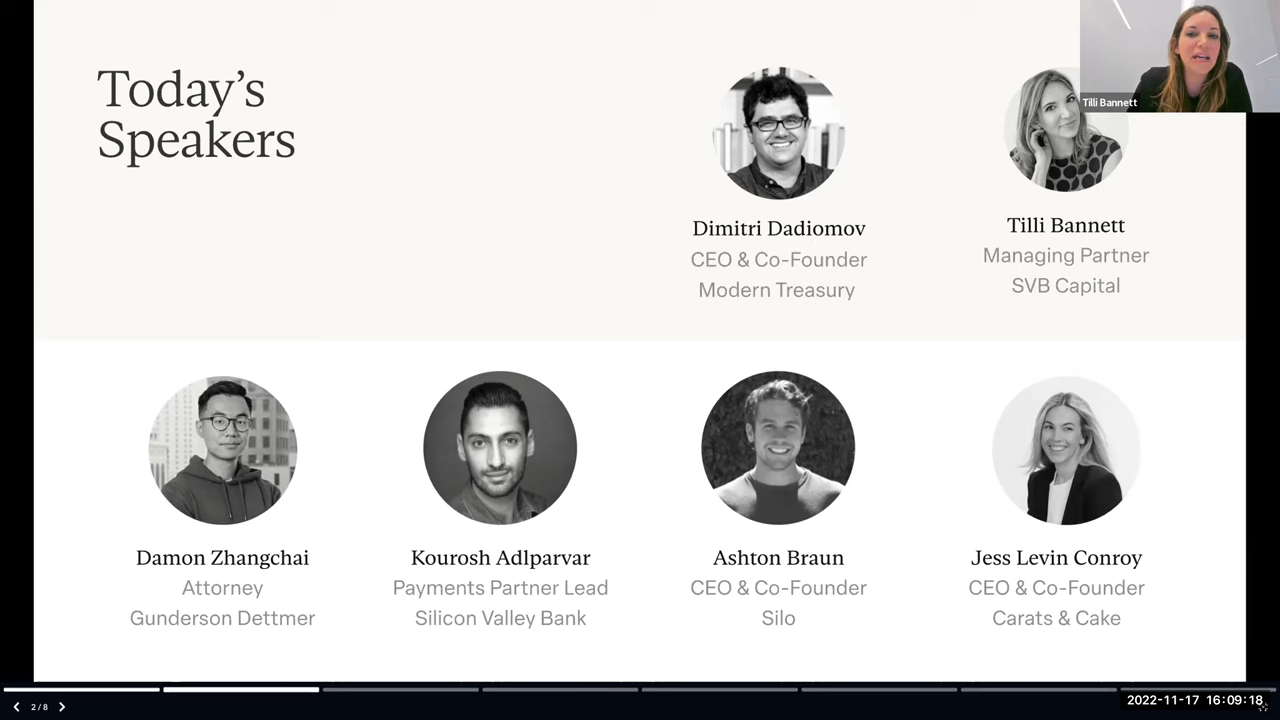 Today's
Speakers
Tilli Bannett
Dimitri Dadiomov
CEO & Co-Founder
Modern Treasury
Tilli Bannett
Managing Partner
SVB Capital
Damon Zhangchai
Attorney
Gunderson Dettmer
Kourosh Adlparvar
Payments Partner Lead
Silicon Valley Bank
Ashton Braun
CEO & Co-Founder
Silo
Jess Levin Conroy
CEO & Co-Founder
Carats & Cake
2 / 8
2022-11-17 16:09:18